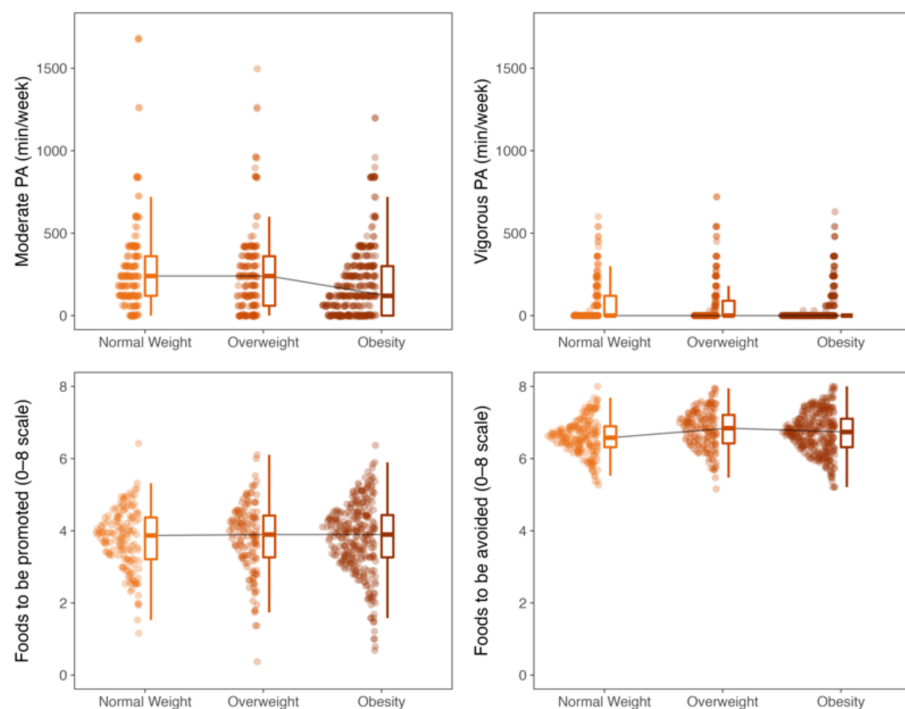 Moderate PA (min/week)
1500
1000
500
0
Normal Weight
Overweight
Obesity
Vigorous PA (min/week)
1500
1000
500
0
Normal Weight
Overweight
Obesity
Foods to be promoted (0–8 scale)
8
6
4
2
0
Normal Weight
Overweight
Obesity
Foods to be avoided (0–8 scale)
8
6
4
2
0
Normal Weight
Overweight
Obesity